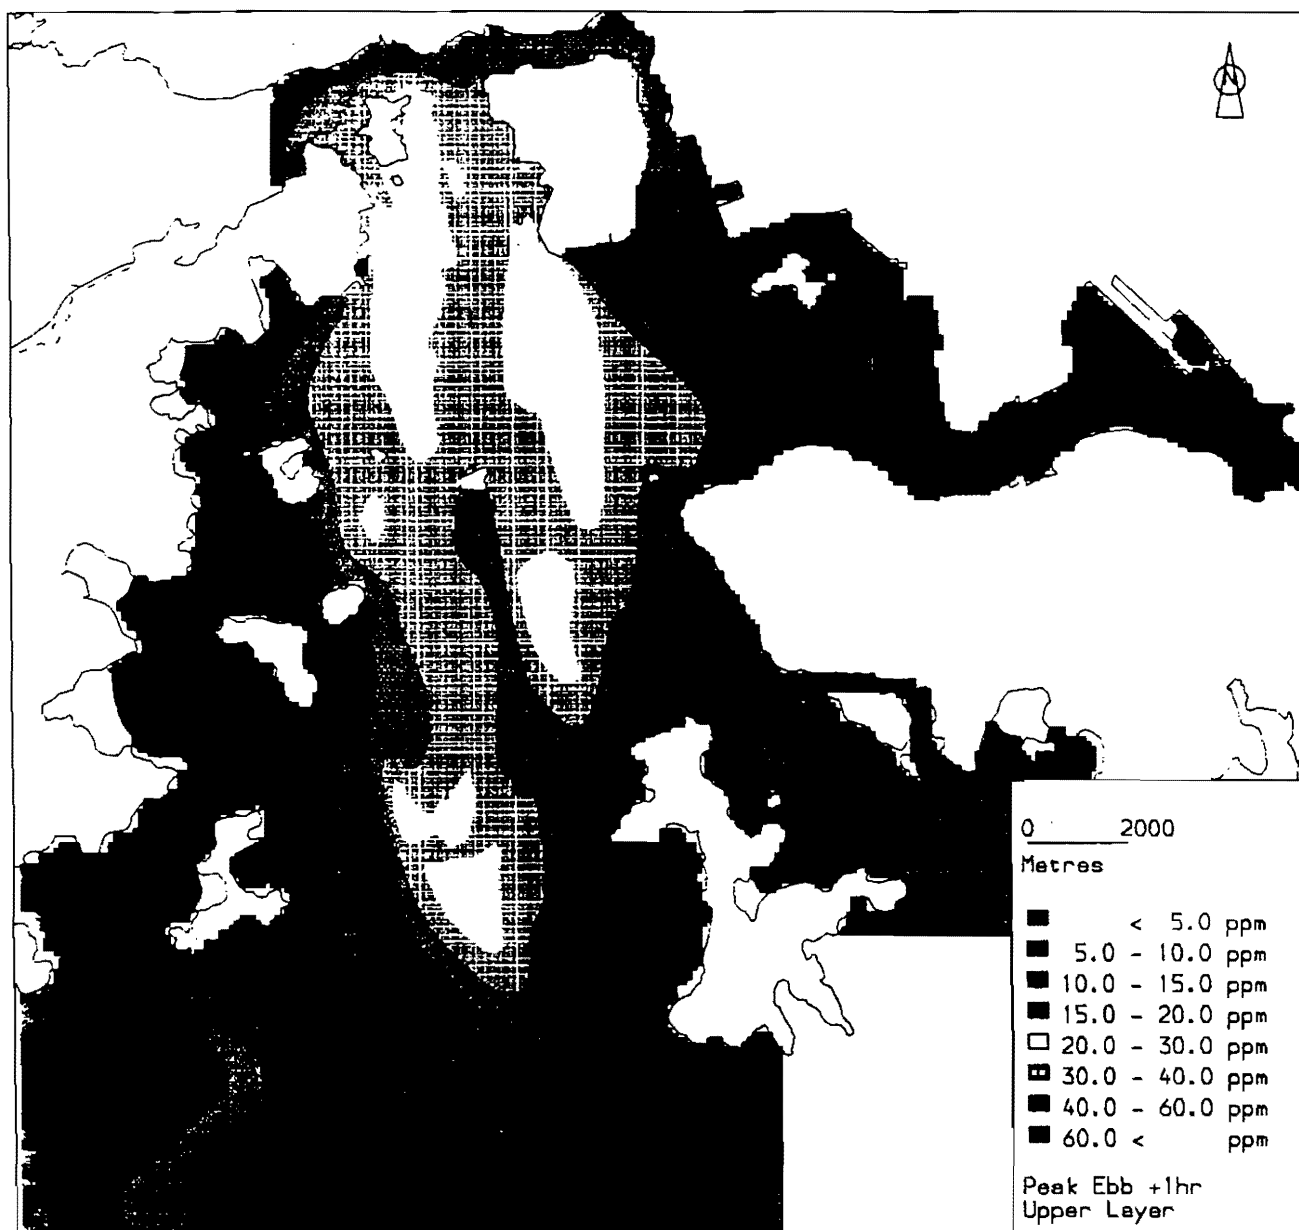 N
0 2000
Metres
< 5.0 ppm
5.0 - 10.0 ppm
10.0 - 15.0 ppm
15.0 - 20.0 ppm
20.0 - 30.0 ppm
30.0 - 40.0 ppm
40.0 - 60.0 ppm
60.0 < ppm
Peak Ebb +1hr
Upper Layer